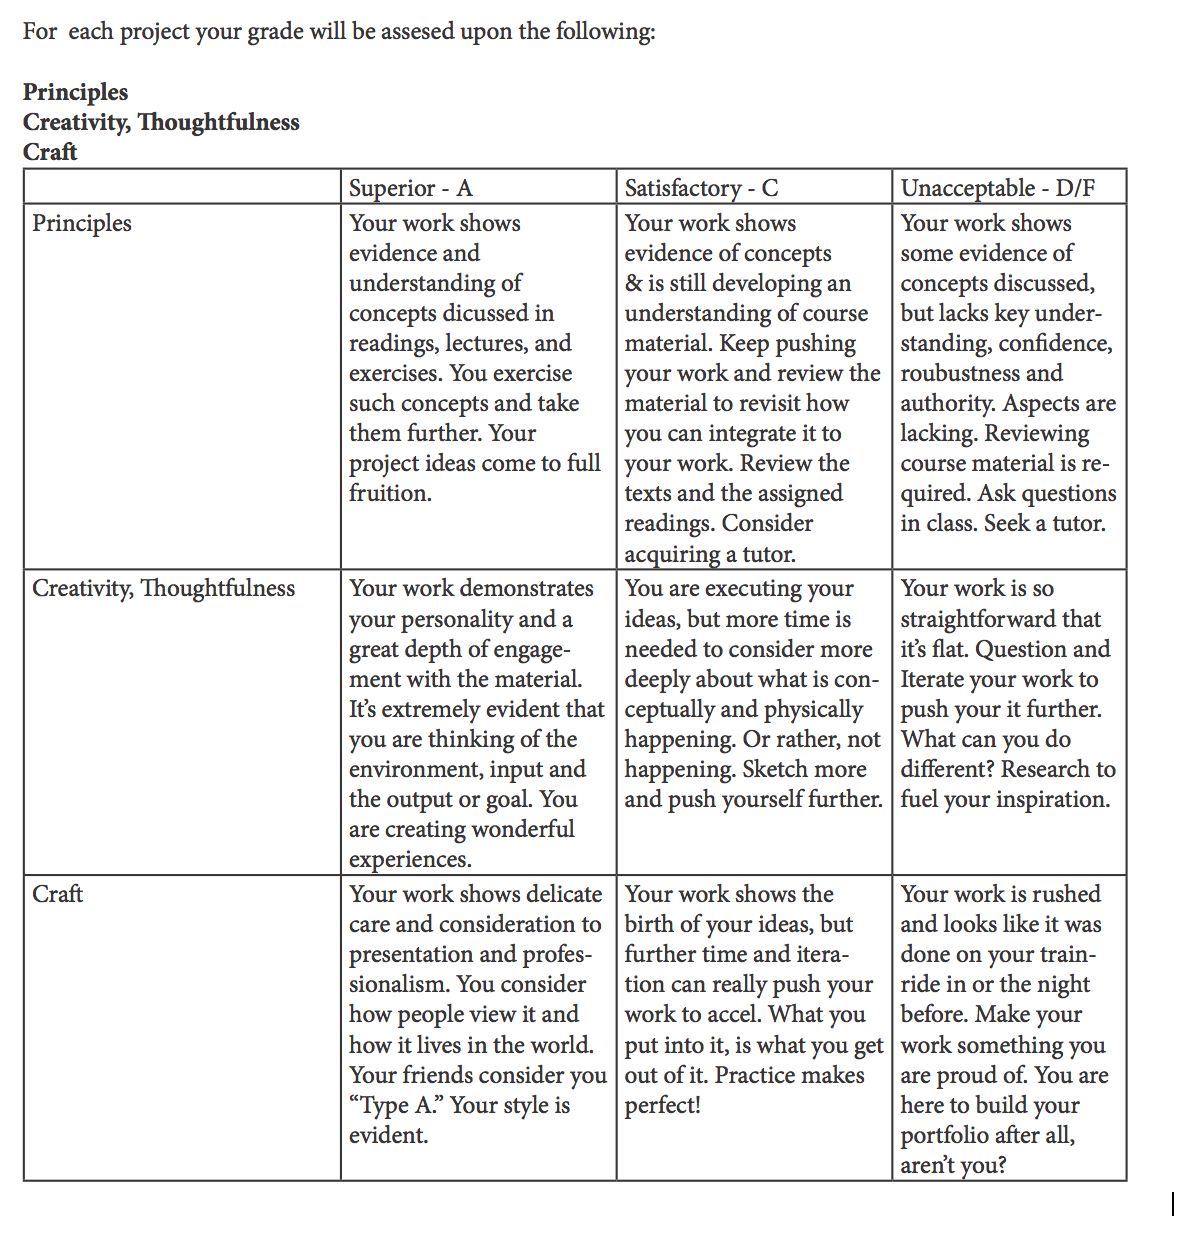 For  each project your grade will be assesed upon the following:
Principles
Creativity, Thoughtfulness
Craft
Superior - A
Satisfactory - C
Unacceptable - D/F
Principles
Your work shows
evidence and
understanding of
concepts dicussed in
readings, lectures, and
exercises. You exercise
such concepts and take
them further. Your
project ideas come to full
fruition.
Your work shows
evidence of concepts
& is still developing an
understanding of course
material. Keep pushing
your work and review the
material to revisit how
you can integrate it to
your work. Review the
texts and the assigned
readings. Consider
acquiring a tutor.
Your work shows
some evidence of
concepts discussed,
but lacks key under-
standing, confidence,
roubustness and
authority. Aspects are
lacking. Reviewing
course material is re-
quired. Ask questions
in class. Seek a tutor.
Creativity, Thoughtfulness
Your work demonstrates
your personality and a
great depth of engage-
ment with the material.
It’s extremely evident that
you are thinking of the
environment, input and
the output or goal. You
are creating wonderful
experiences.
You are executing your
ideas, but more time is
needed to consider more
deeply about what is con-
ceptually and physically
happening. Or rather, not
happening. Sketch more
and push yourself further.
Your work is so
straightforward that
it’s flat. Question and
Iterate your work to
push your it further.
What can you do
different? Research to
fuel your inspiration.
Craft
Your work shows delicate
care and consideration to
presentation and profes-
sionalism. You consider
how people view it and
how it lives in the world.
Your friends consider you
“Type A.” Your style is
evident.
Your work shows the
birth of your ideas, but
further time and itera-
tion can really push your
work to accel. What you
put into it, is what you get
out of it. Practice makes
perfect!
Your work is rushed
and looks like it was
done on your train-
ride in or the night
before. Make your
work something you
are proud of. You are
here to build your
portfolio after all,
aren’t you?